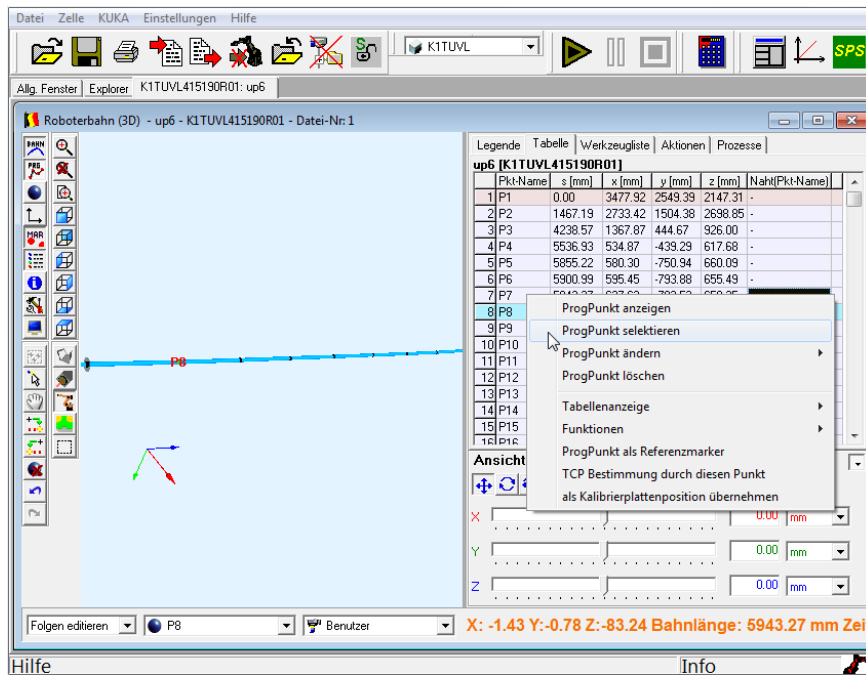 Datei Zelle KUKA Einstellungen Hilfe
K1TUVL
SPS
Allg. Fenster Explorer K1TUVL415190R01: up6
Roboterbahn (3D) - up6 - K1TUVL415190R01 - Datei-Nr: 1
BAHN
PRG
MAR
P8
Legende Tabelle Werkzeugliste Aktionen Prozesse
up6 [K1TUVL415190R01]
Pkt-Name s [mm] x [mm] y [mm] z [mm] Naht(Pkt-Name)
1 P1 0.00 3477.92 2549.39 2147.31 -
2 P2 1467.19 2733.42 1504.38 2698.85 -
3 P3 4238.57 1367.87 444.67 926.00 -
4 P4 5536.93 534.87 -439.29 617.68 -
5 P5 5855.22 580.30 -750.94 660.09 -
6 P6 5900.99 595.45 -793.88 655.49 -
7 P7
8 P8
9 P9
10 P10
11 P11
12 P12
13 P13
14 P14
15 P15
16 P16
ProgPunkt anzeigen
ProgPunkt selektieren
ProgPunkt ändern
ProgPunkt löschen
Tabellenanzeige
Funktionen
ProgPunkt als Referenzmarker
TCP Bestimmung durch diesen Punkt
als Kalibrierplattenposition übernehmen
Ansicht
X 0.00 mm
Y 0.00 mm
Z 0.00 mm
Folgen editieren P8 Benutzer
X: -1.43 Y:-0.78 Z:-83.24 Bahnlänge: 5943.27 mm Zei
Hilfe Info